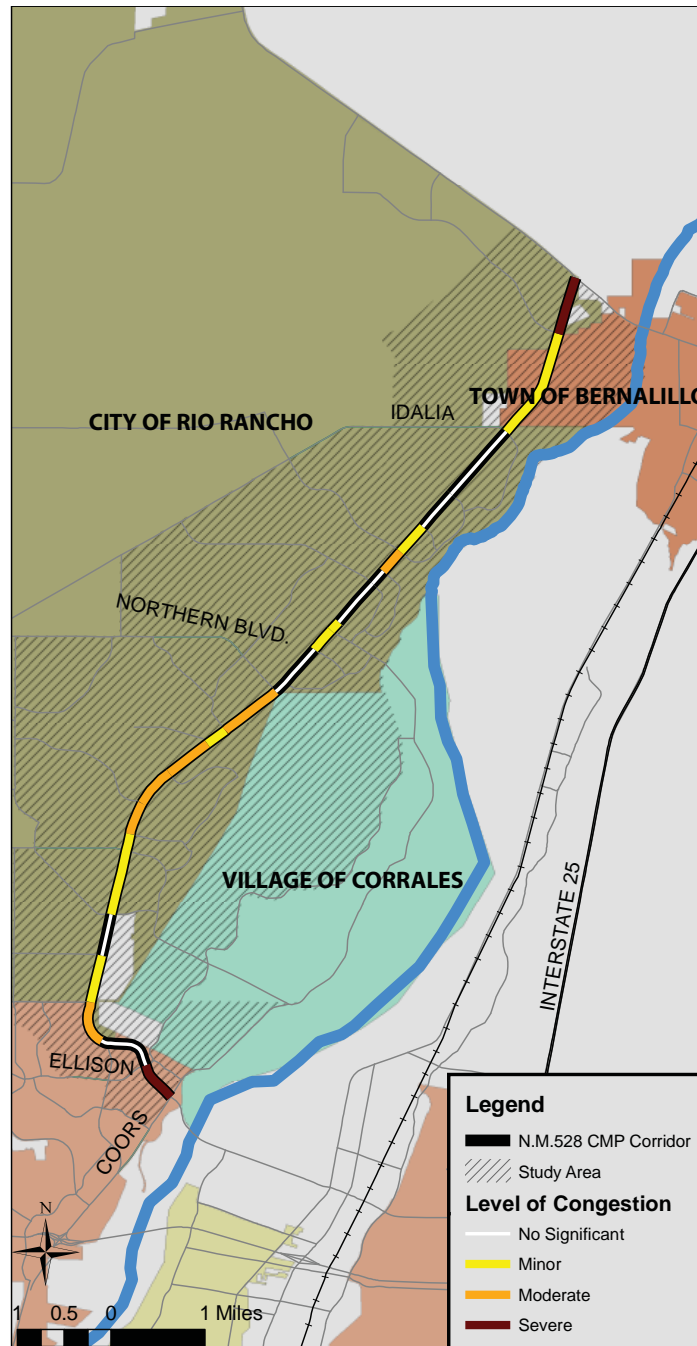 IDALIA
TOWN OF BERNALILLO
CITY OF RIO RANCHO
NORTHERN BLVD.
VILLAGE OF CORRALES
INTERSTATE 25
ELLISON
COORS
Legend
N.M.528 CMP Corridor
Study Area
Level of Congestion
No Significant
Minor
Moderate
Severe
N
1 0.5 0 1 Miles